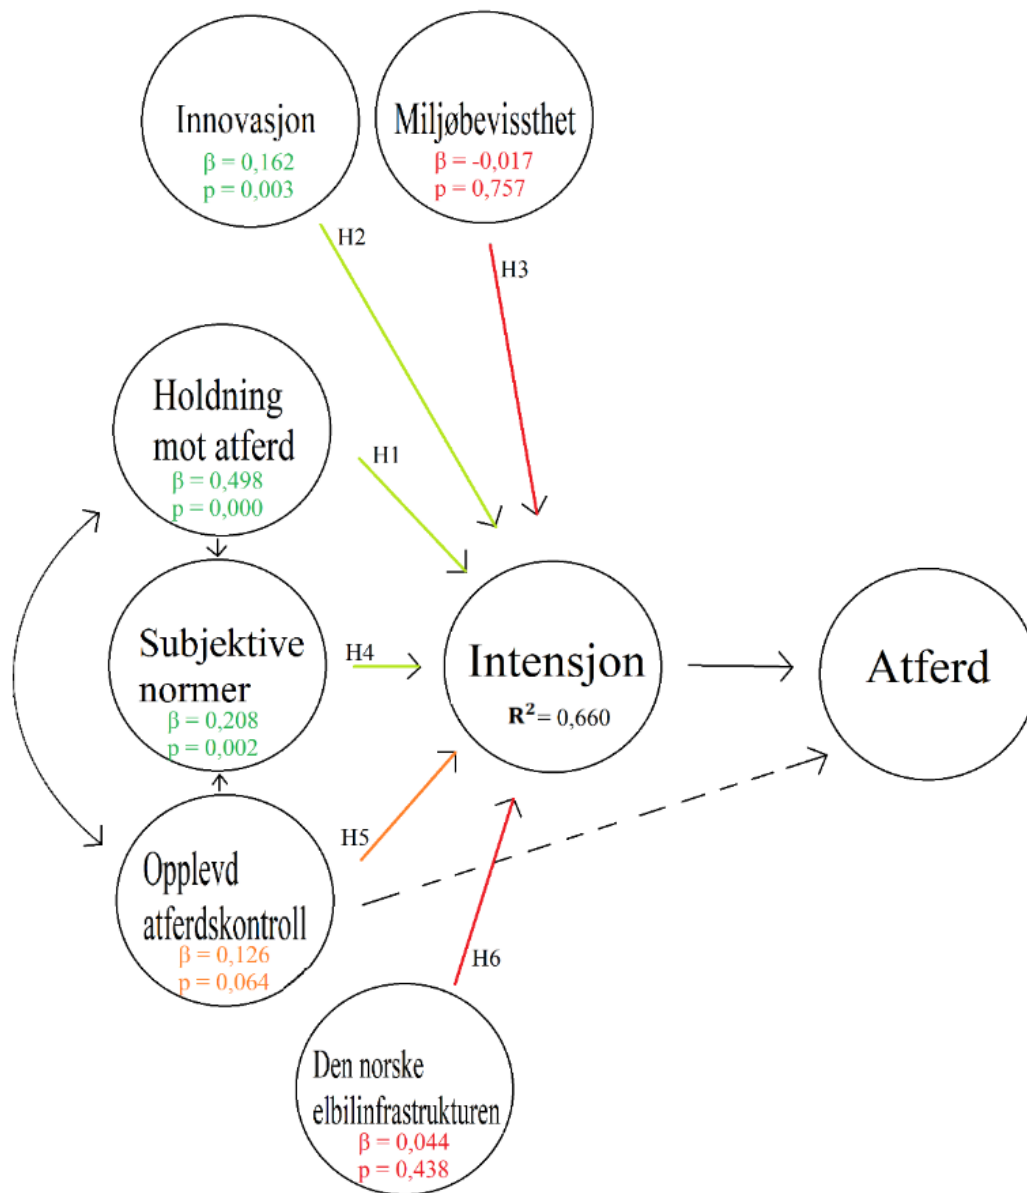 Innovasjon
β = 0,162
p = 0,003
Miljøbevissthet
β = -0,017
p = 0,757
H2
H3
Holdning
mot atferd
β = 0,498
p = 0,000
H1
Subjektive
normer
β = 0,208
p = 0,002
H4
Intensjon
R² = 0,660
Atferd
Opplevd
atferdskontroll
β = 0,126
p = 0,064
H5
H6
Den norske
elbilinfrastrukturen
β = 0,044
p = 0,438